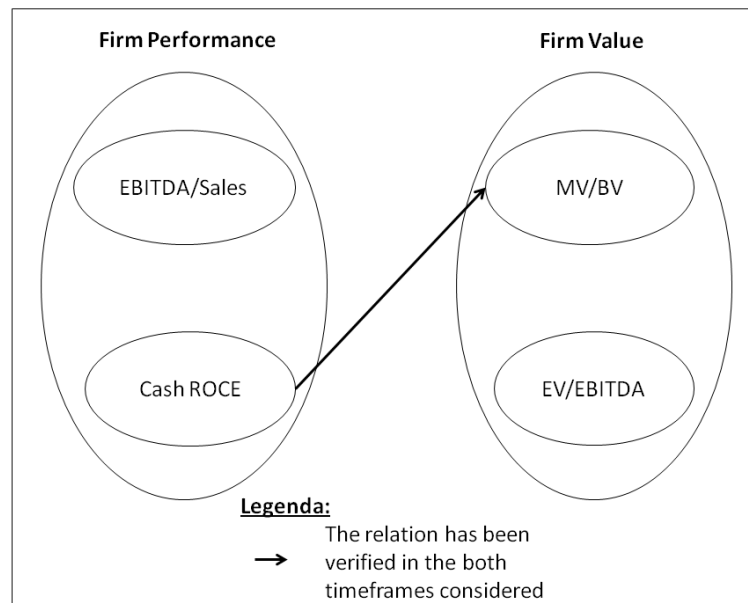 Firm Performance
Firm Value
EBITDA/Sales
MV/BV
Cash ROCE
EV/EBITDA
Legenda:
The relation has been
verified in the both
timeframes considered